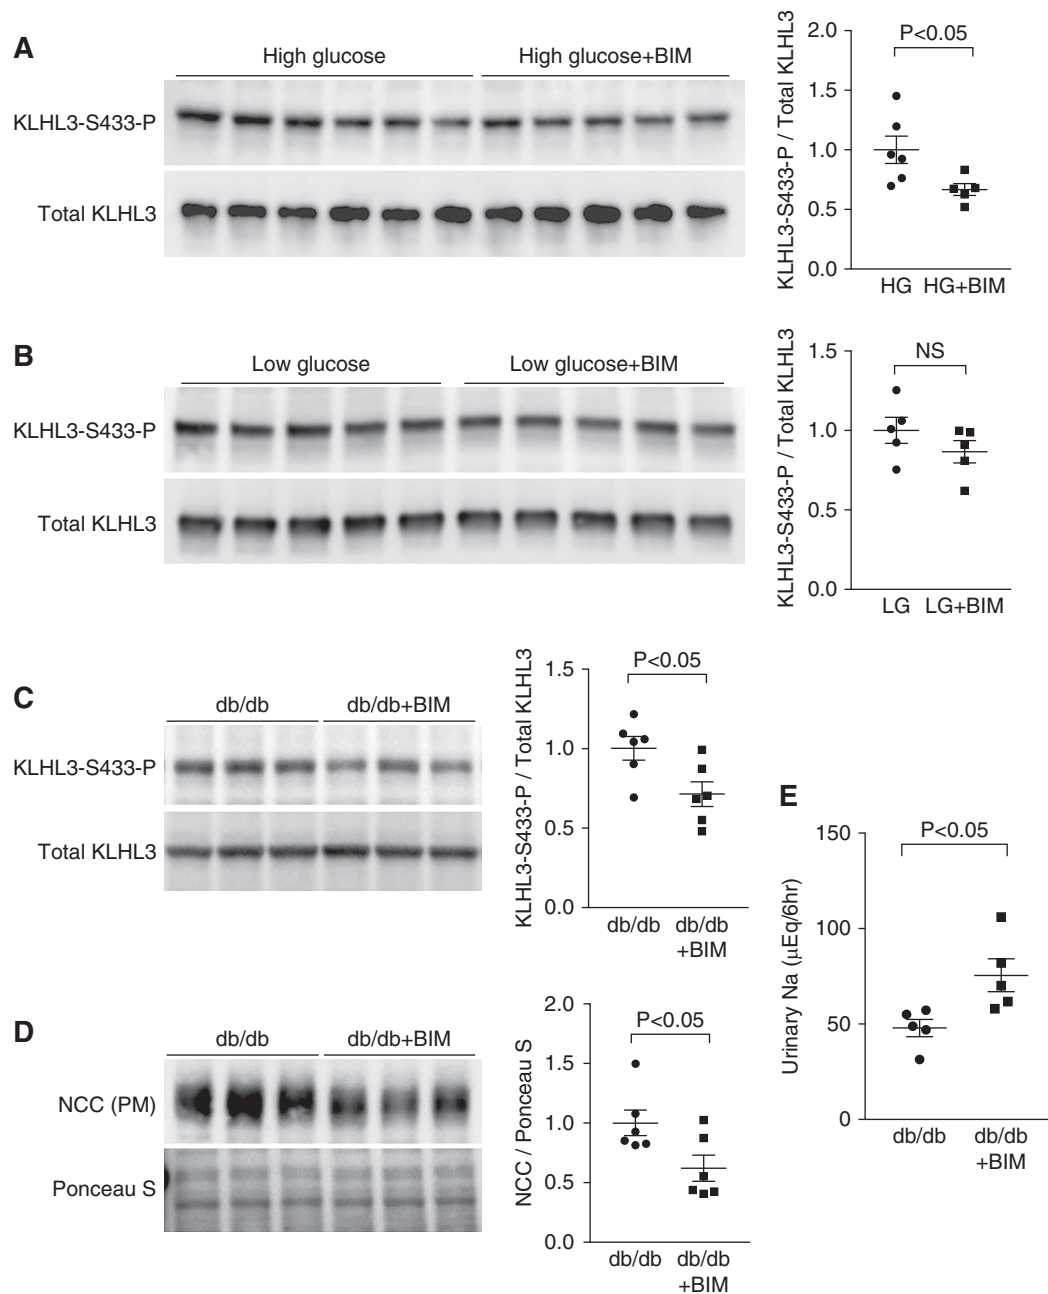 A
High glucose
High glucose+BIM
KLHL3-S433-P
Total KLHL3
KLHL3-S433-P / Total KLHL3
2.0
1.5
1.0
0.5
0.0
P<0.05
HG
HG+BIM
B
Low glucose
Low glucose+BIM
KLHL3-S433-P
Total KLHL3
KLHL3-S433-P / Total KLHL3
1.5
1.0
0.5
0.0
NS
LG
LG+BIM
C
db/db
db/db+BIM
KLHL3-S433-P
Total KLHL3
KLHL3-S433-P / Total KLHL3
1.5
1.0
0.5
0.0
P<0.05
db/db
db/db
+BIM
D
db/db
db/db+BIM
NCC (PM)
Ponceau S
NCC / Ponceau S
2.0
1.5
1.0
0.5
0.0
P<0.05
db/db
db/db
+BIM
E
Urinary Na (μEq/6hr)
150
100
50
0
P<0.05
db/db
db/db
+BIM